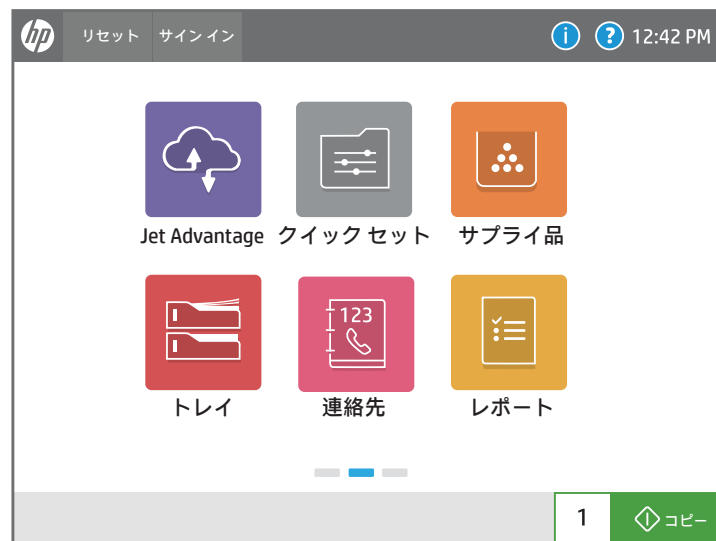 hp リセット サイン イン i ? 12:42 PM
Jet Advantage クイック セット サプライ品
123
トレイ 連絡先 レポート
1 コピー